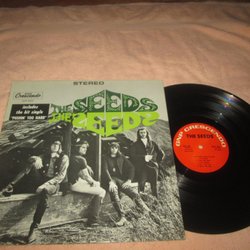 STEREO
Crescendo
includes
the hit single
"PUSHIN' TOO HARD"
THE SEEDS
THE SEEDS
GNP CRESCENDO
THE SEEDS